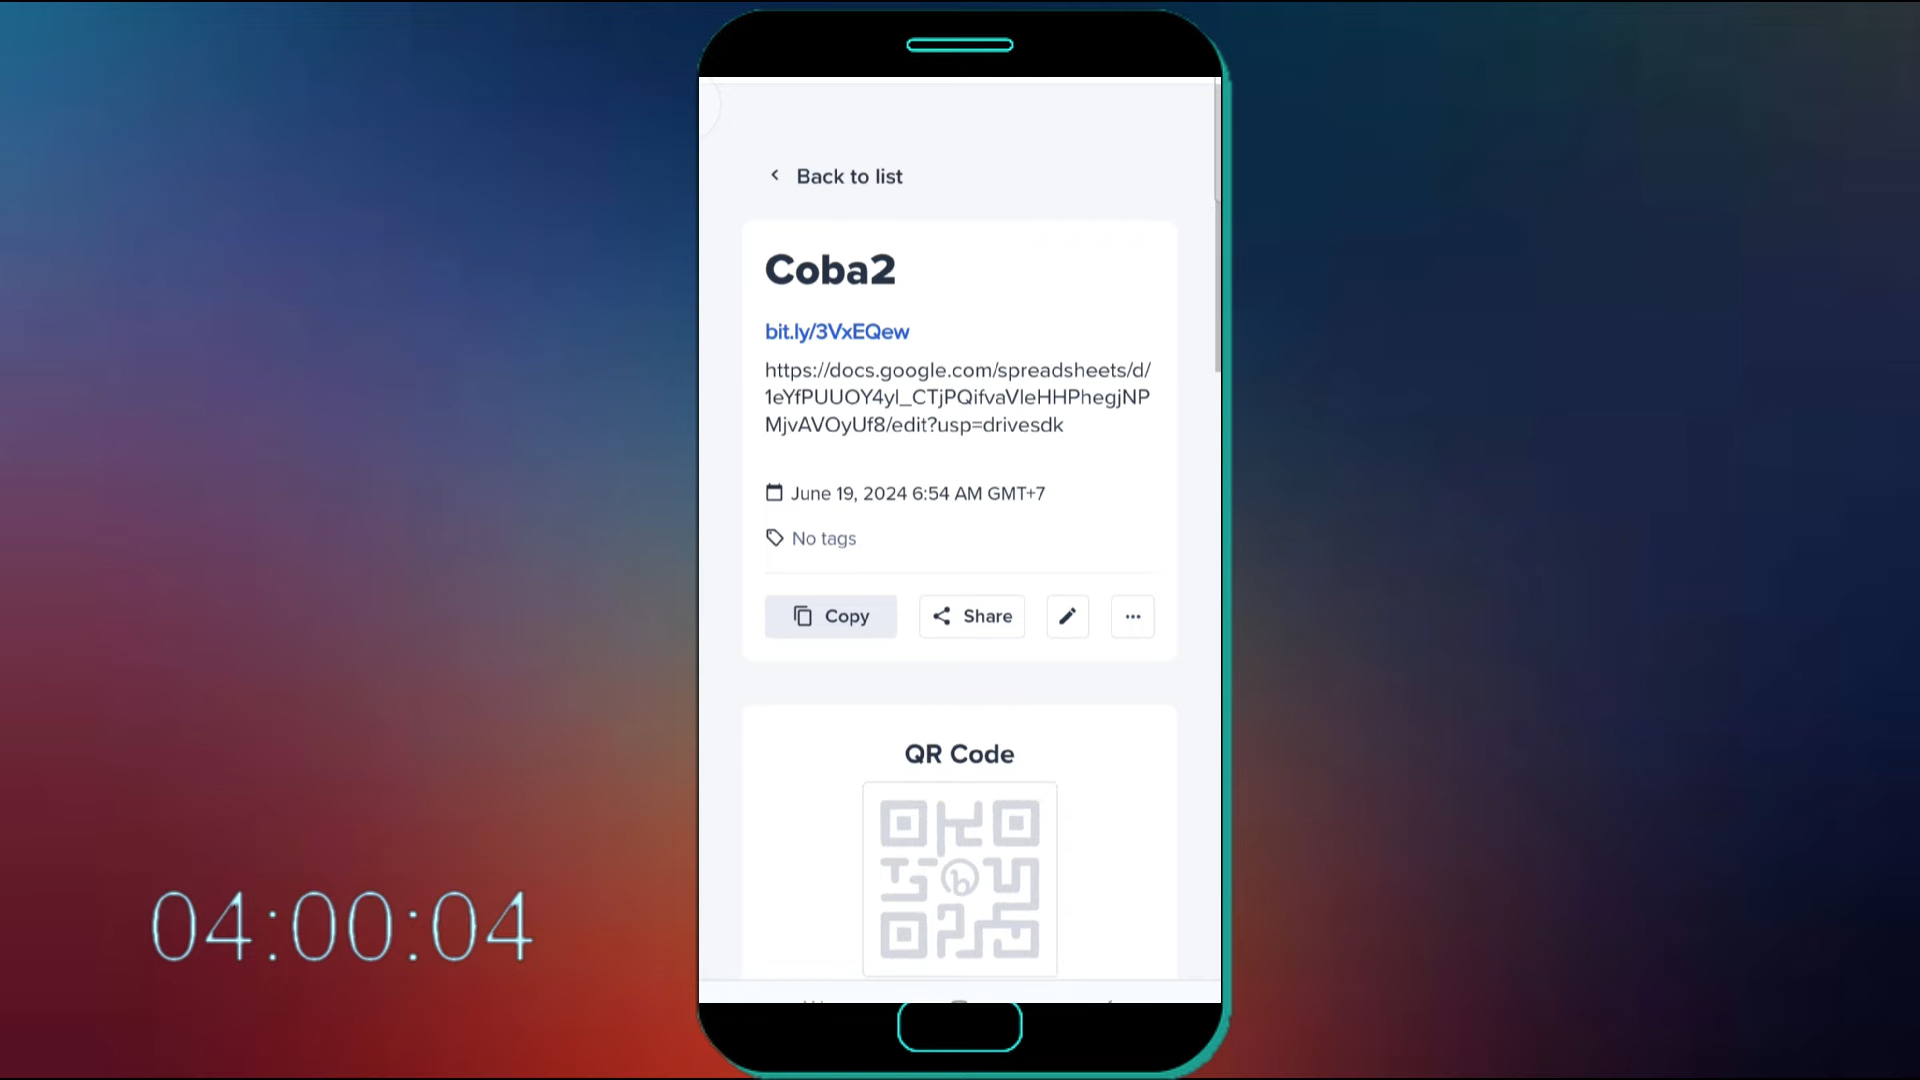 Back to list
Coba2
bit.ly/3VxEQew
https://docs.google.com/spreadsheets/d/
1eYfPUUOY4yl_CTjPQifvaVleHHPhegjNP
MjvAVOyUf8/edit?usp=drivesdk
June 19, 2024 6:54 AM GMT+7
No tags
Copy
Share
QR Code
04:00:04